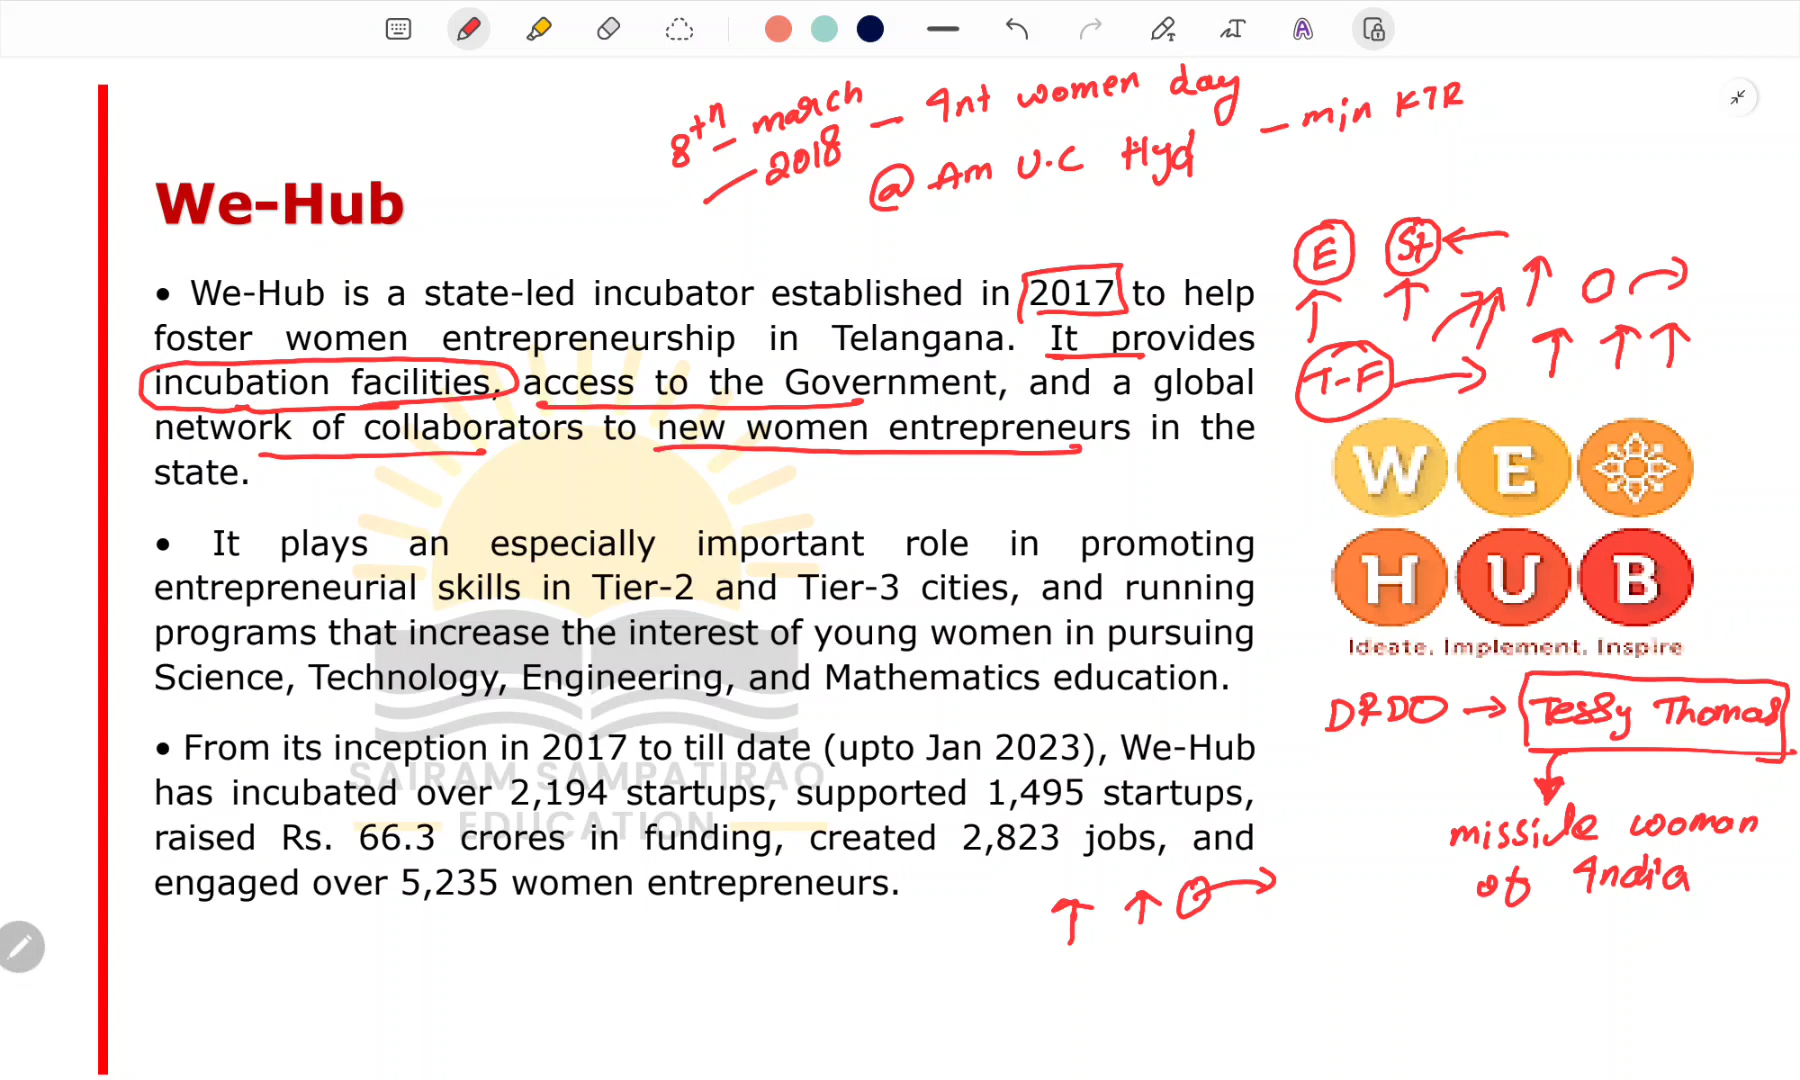 8th march - Int women day - min KTR
- 2018 @ Am U.C Hyd
We-Hub
E St
• We-Hub is a state-led incubator established in 2017 to help
foster women entrepreneurship in Telangana. It provides
incubation facilities, access to the Government, and a global
network of collaborators to new women entrepreneurs in the
state.
T-F
WE
HUB
Ideate. Implement. Inspire
• It plays an especially important role in promoting
entrepreneurial skills in Tier-2 and Tier-3 cities, and running
programs that increase the interest of young women in pursuing
Science, Technology, Engineering, and Mathematics education.
DRDO → Tessy Thomas
missile woman
of India
• From its inception in 2017 to till date (upto Jan 2023), We-Hub
has incubated over 2,194 startups, supported 1,495 startups,
raised Rs. 66.3 crores in funding, created 2,823 jobs, and
engaged over 5,235 women entrepreneurs.
SAIRAM SAMPATIRAO
EDUCATION